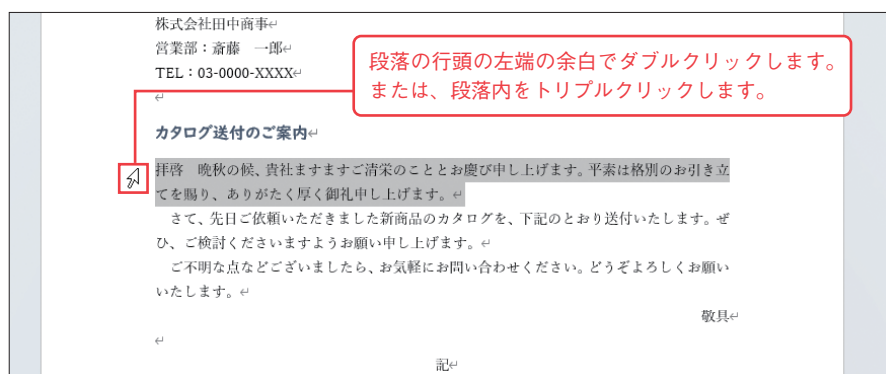 株式会社田中商事↵
営業部：斎藤　一郎↵
TEL：03-0000-XXXX↵
↵
段落の行頭の左端の余白でダブルクリックします。
または、段落内をトリプルクリックします。
カタログ送付のご案内↵
拝啓　晩秋の候、貴社ますますご清栄のこととお慶び申し上げます。平素は格別のお引き立
てを賜り、ありがたく厚く御礼申し上げます。↵
　さて、先日ご依頼いただきました新商品のカタログを、下記のとおり送付いたします。ぜ
ひ、ご検討くださいますようお願い申し上げます。↵
　ご不明な点などございましたら、お気軽にお問い合わせください。どうぞよろしくお願い
いたします。↵
敬具↵
↵
記↵